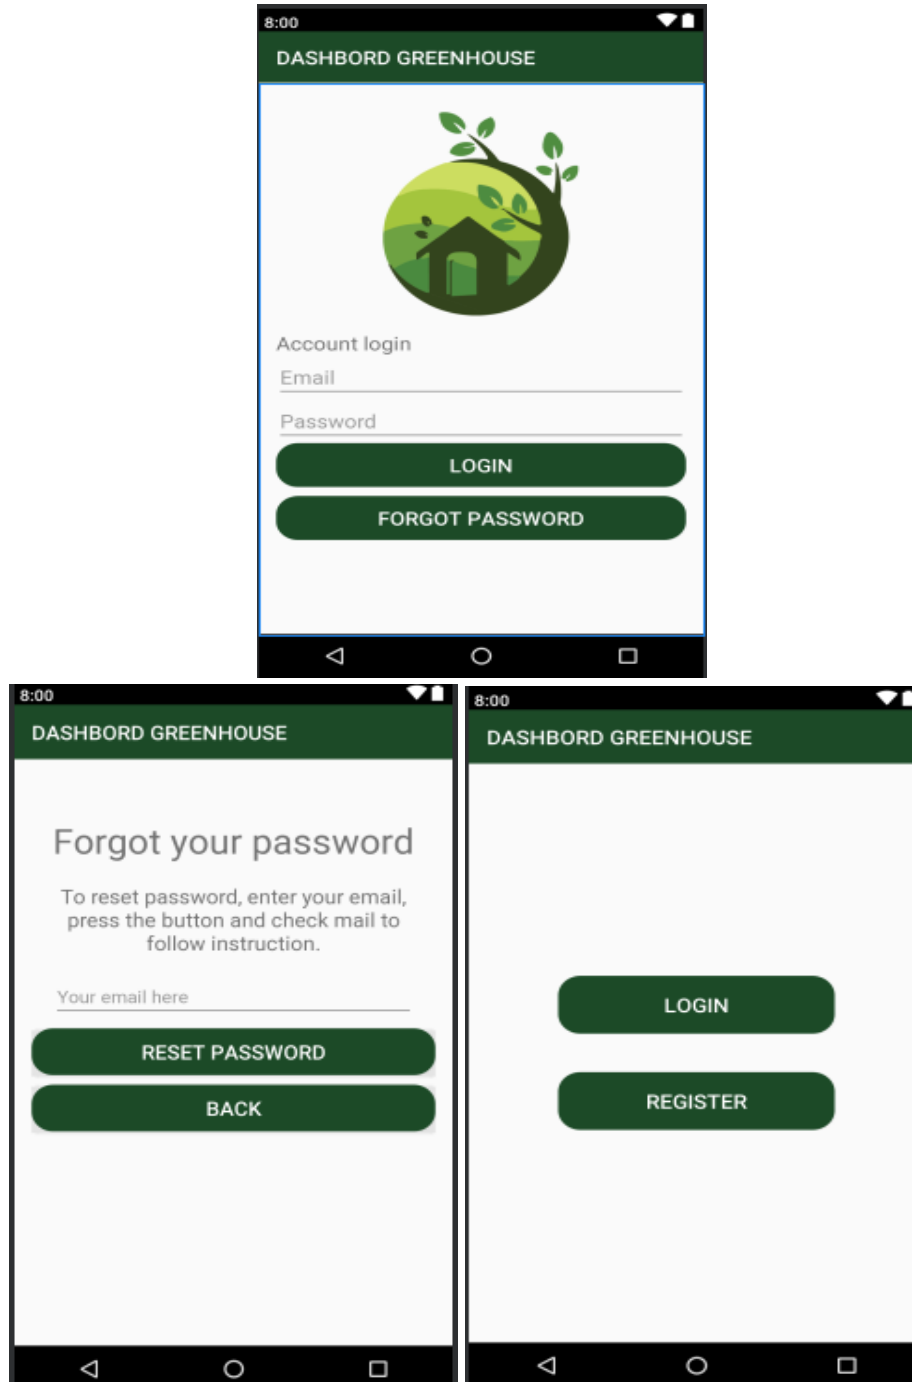 8:00
DASHBORD GREENHOUSE
Account login
Email
Password
LOGIN
FORGOT PASSWORD
8:00
DASHBORD GREENHOUSE
Forgot your password
To reset password, enter your email,
press the button and check mail to
follow instruction.
Your email here
RESET PASSWORD
BACK
8:00
DASHBORD GREENHOUSE
LOGIN
REGISTER